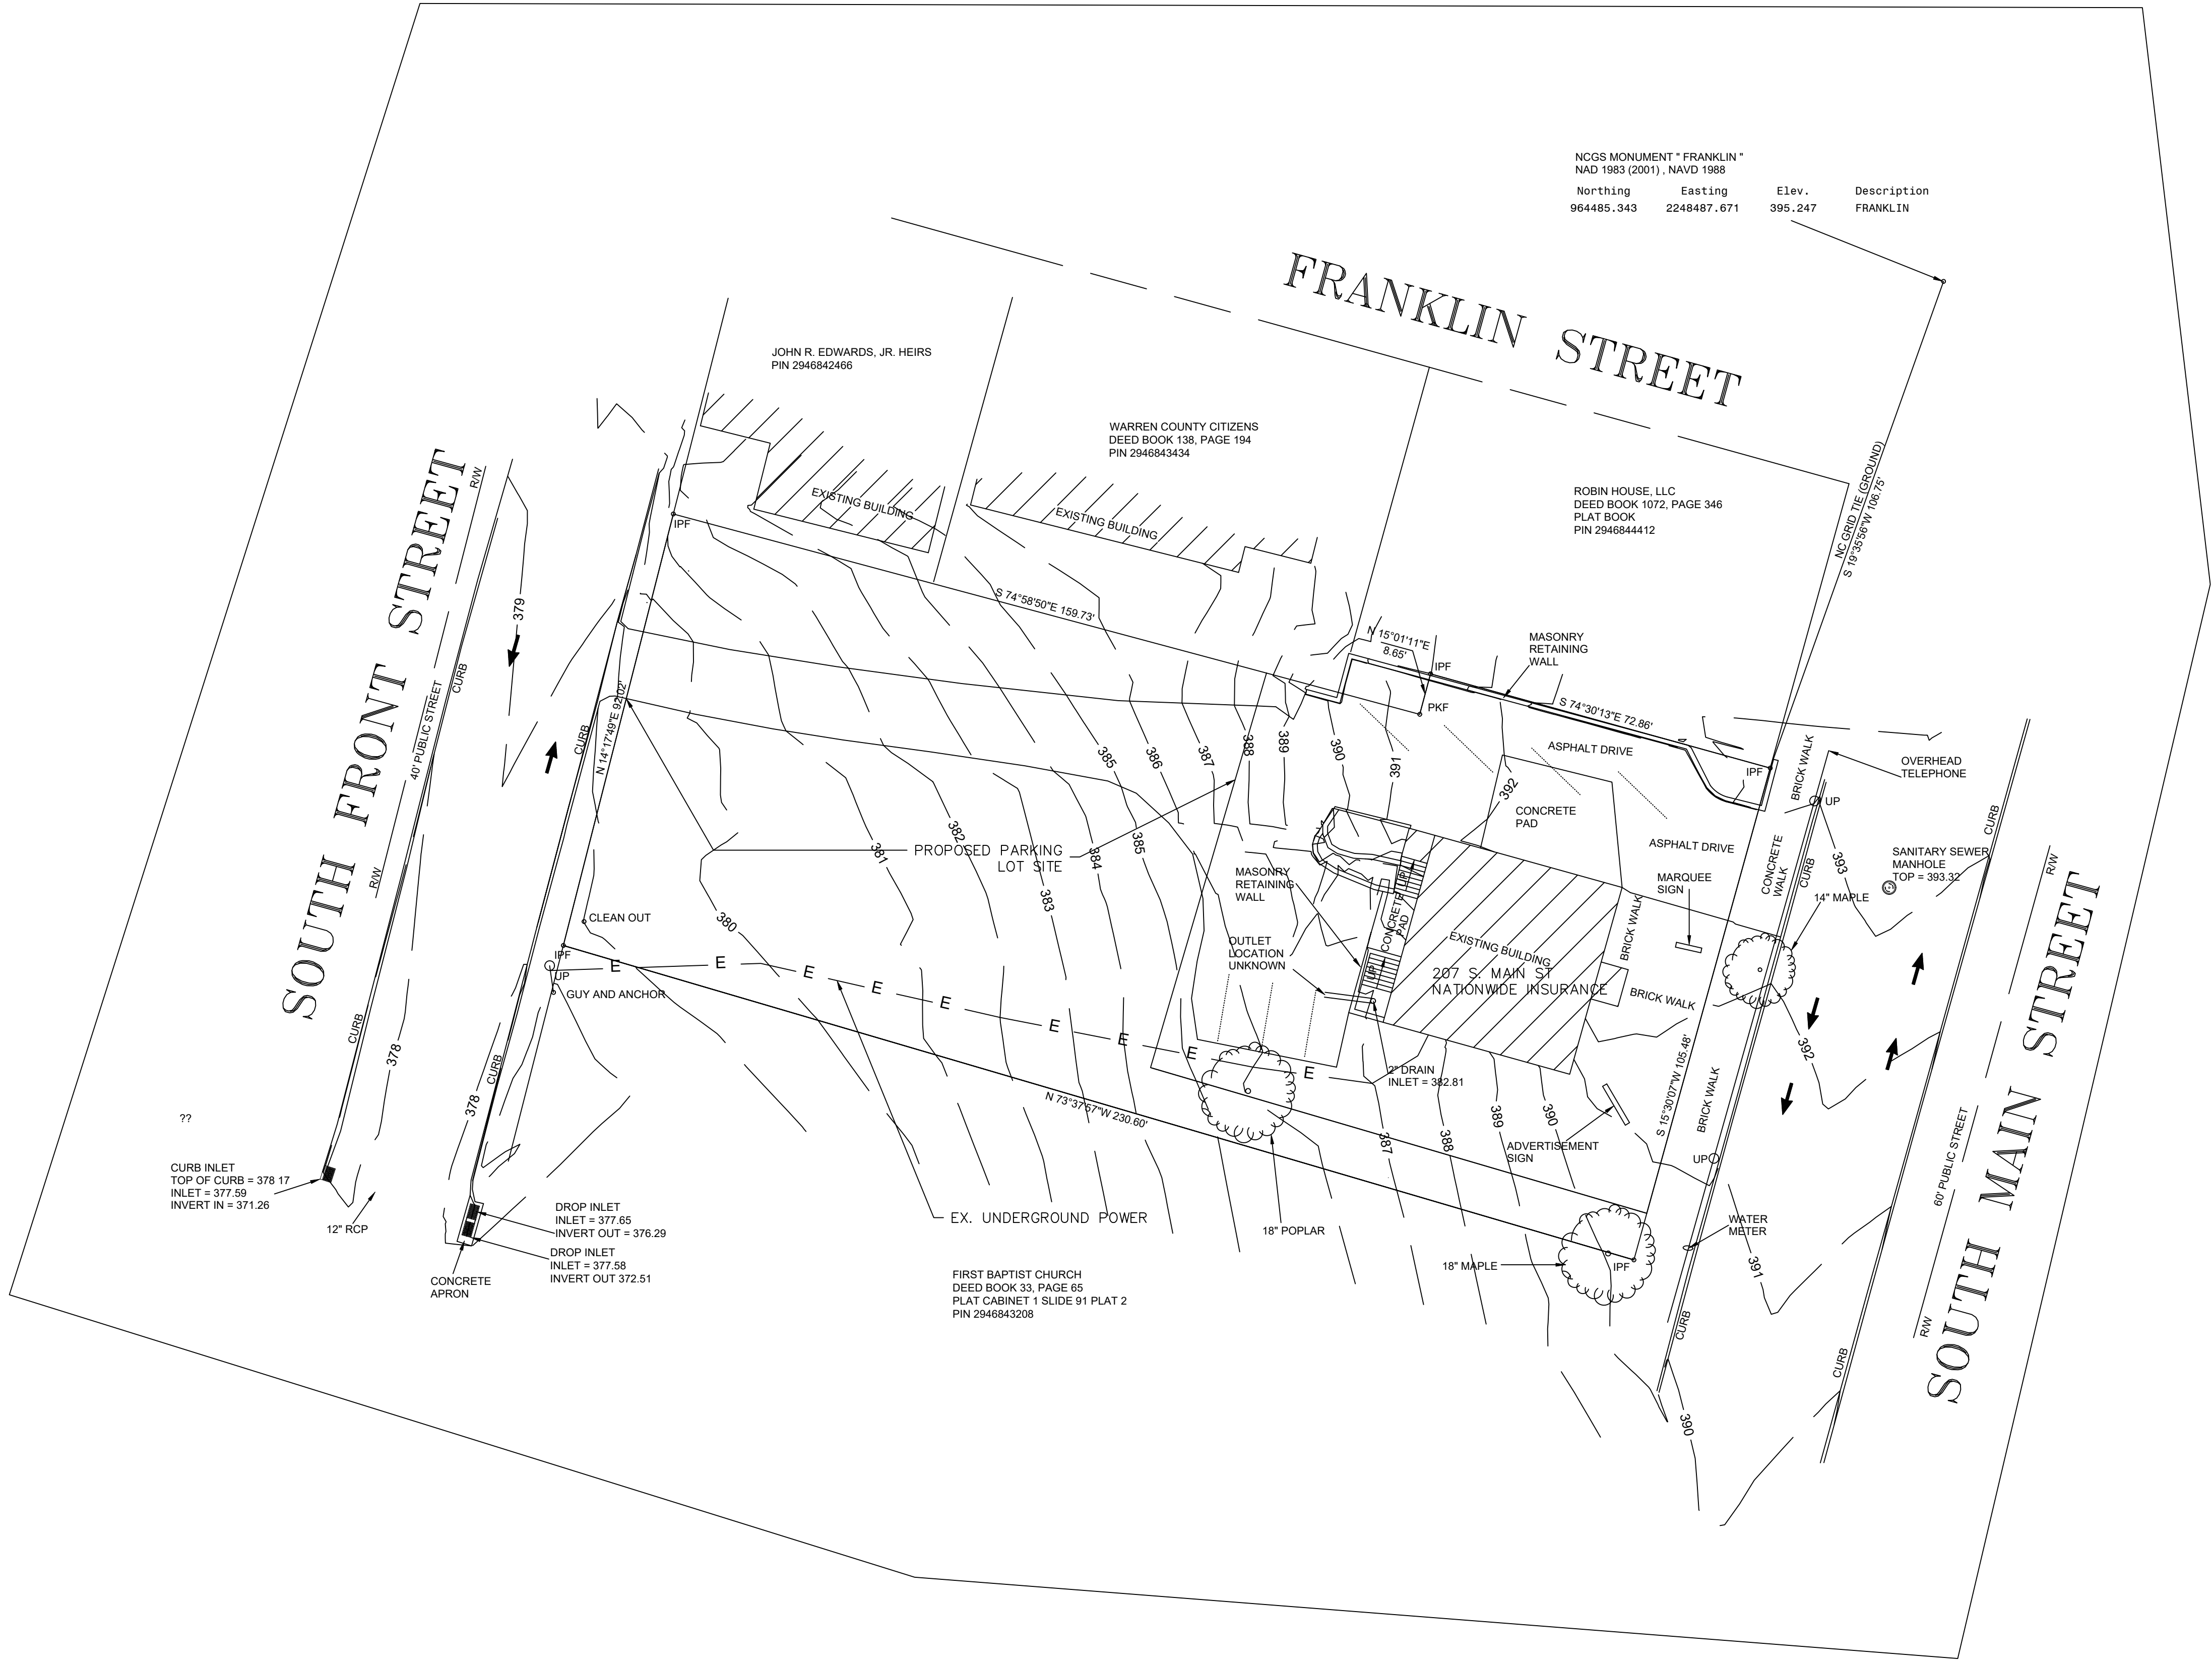 NCGS MONUMENT " FRANKLIN "
NAD 1983 (2001) , NAVD 1988
Northing Easting Elev. Description
964485.343 2248487.671 395.247 FRANKLIN
FRANKLIN STREET
JOHN R. EDWARDS, JR. HEIRS
PIN 2946842466
WARREN COUNTY CITIZENS
DEED BOOK 138, PAGE 194
PIN 2946843434
ROBIN HOUSE, LLC
DEED BOOK 1072, PAGE 346
PLAT BOOK
PIN 2946844412
NC GRID TIE (GROUND)
S 19°35'56"W 106.75'
SOUTH FRONT STREET
R/W
40' PUBLIC STREET
R/W
CURB
CURB
379
CURB
CURB
378
378
EXISTING BUILDING
EXISTING BUILDING
IPF
S 74°58'50"E 159.73'
N 15°01'11"E
8.65'
IPF
PKF
MASONRY
RETAINING
WALL
S 74°30'13"E 72.86'
IPF
N 14°17'49"E 92.02'
385
386
387
388
389
390
391
392
ASPHALT DRIVE
CONCRETE
PAD
ASPHALT DRIVE
BRICK WALK
OVERHEAD
TELEPHONE
UP
CURB
CONCRETE
WALK
CURB
393
SANITARY SEWER
MANHOLE
TOP = 393.32
14" MAPLE
R/W
PROPOSED PARKING
LOT SITE
380
381
382
383
384
385
MASONRY
RETAINING
WALL
UP
CONCRETE
PAD
UP
OUTLET
LOCATION
UNKNOWN
EXISTING BUILDING
207 S. MAIN ST
NATIONWIDE INSURANCE
BRICK WALK
MARQUEE
SIGN
BRICK WALK
CLEAN OUT
IPF
UP
GUY AND ANCHOR
E
E
E
E
E
E
E
E
E
2" DRAIN
INLET = 382.81
N 73°37'57"W 230.60'
387
388
389
390
ADVERTISEMENT
SIGN
S 15°30'07"W 105.48'
BRICK WALK
UP
392
60' PUBLIC STREET
SOUTH MAIN STREET
R/W
??
CURB INLET
TOP OF CURB = 378 17
INLET = 377.59
INVERT IN = 371.26
12" RCP
DROP INLET
INLET = 377.65
INVERT OUT = 376.29
DROP INLET
INLET = 377.58
INVERT OUT 372.51
CONCRETE
APRON
EX. UNDERGROUND POWER
18" POPLAR
18" MAPLE
IPF
WATER
METER
391
CURB
CURB
390
FIRST BAPTIST CHURCH
DEED BOOK 33, PAGE 65
PLAT CABINET 1 SLIDE 91 PLAT 2
PIN 2946843208